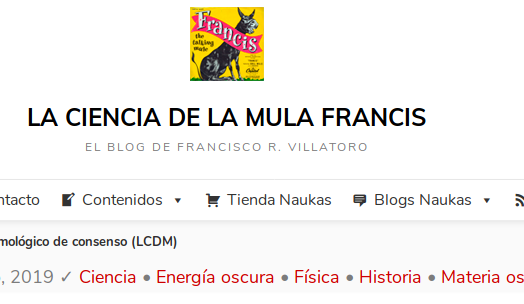 Francis
the
talking
mule
Capitol
LA CIENCIA DE LA MULA FRANCIS
EL BLOG DE FRANCISCO R. VILLATORO
ntacto Contenidos ▼ Tienda Naukas Blogs Naukas ▼
mológico de consenso (LCDM)
, 2019 ✓ Ciencia • Energía oscura • Física • Historia • Materia os